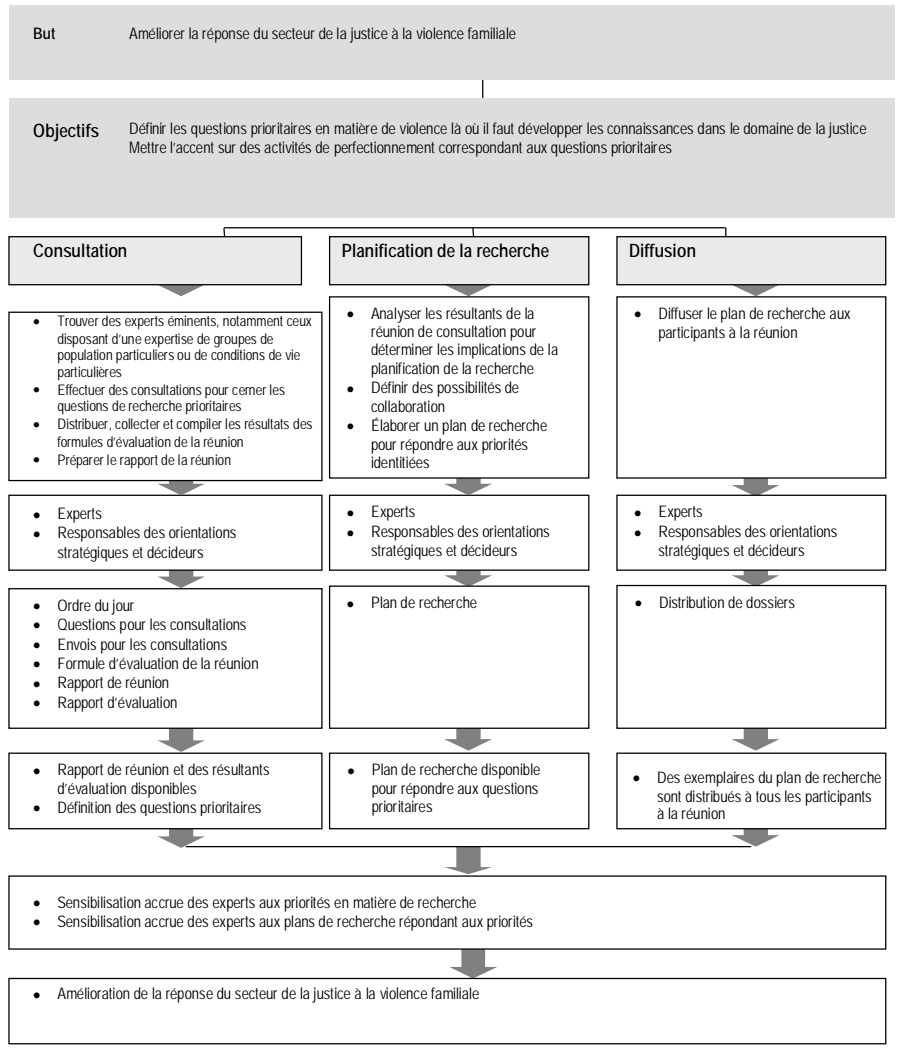 But Améliorer la réponse du secteur de la justice à la violence familiale
Objectifs Définir les questions prioritaires en matière de violence là où il faut développer les connaissances dans le domaine de la justice
Mettre l'accent sur des activités de perfectionnement correspondant aux questions prioritaires
Consultation
• Trouver des experts éminents, notamment ceux
disposant d'une expertise de groupes de
population particuliers ou de conditions de vie
particulières
• Effectuer des consultations pour cerner les
questions de recherche prioritaires
• Distribuer, collecter et compiler les résultats des
formules d'évaluation de la réunion
• Préparer le rapport de la réunion
• Experts
• Responsables des orientations
stratégiques et décideurs
• Ordre du jour
• Questions pour les consultations
• Envois pour les consultations
• Formule d'évaluation de la réunion
• Rapport de réunion
• Rapport d'évaluation
• Rapport de réunion et des résultants
d'évaluation disponibles
• Définition des questions prioritaires
Planification de la recherche
• Analyser les résultants de la
réunion de consultation pour
déterminer les implications de la
planification de la recherche
• Définir des possibilités de
collaboration
• Élaborer un plan de recherche
pour répondre aux priorités
identitiées
• Experts
• Responsables des orientations
stratégiques et décideurs
• Plan de recherche
• Plan de recherche disponible
pour répondre aux questions
prioritaires
Diffusion
• Diffuser le plan de recherche aux
participants à la réunion
• Experts
• Responsables des orientations
stratégiques et décideurs
• Distribution de dossiers
• Des exemplaires du plan de recherche
sont distribués à tous les participants
à la réunion
• Sensibilisation accrue des experts aux priorités en matière de recherche
• Sensibilisation accrue des experts aux plans de recherche répondant aux priorités
• Amélioration de la réponse du secteur de la justice à la violence familiale